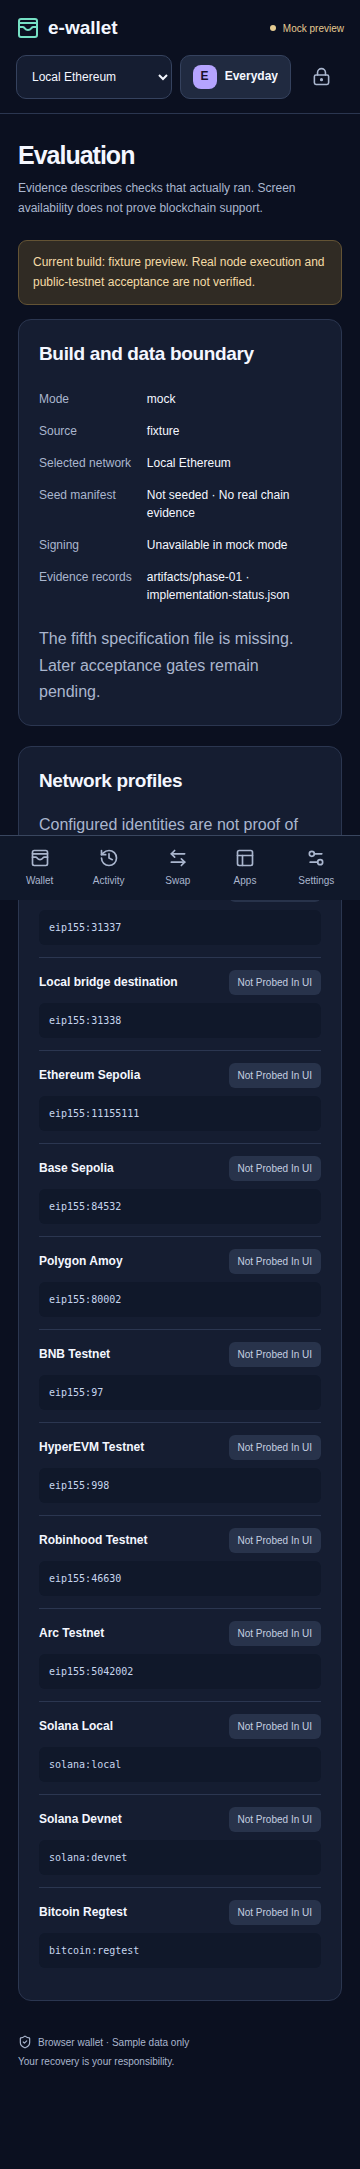 e-wallet
Mock preview
Local Ethereum
E Everyday
Evaluation
Evidence describes checks that actually ran. Screen
availability does not prove blockchain support.
Current build: fixture preview. Real node execution and
public-testnet acceptance are not verified.
Build and data boundary
Mode mock
Source fixture
Selected network Local Ethereum
Seed manifest Not seeded · No real chain
evidence
Signing Unavailable in mock mode
Evidence records artifacts/phase-01 ·
implementation-status.json
The fifth specification file is missing.
Later acceptance gates remain
pending.
Network profiles
Configured identities are not proof of
Wallet Activity Swap Apps Settings
eip155:31337
Local bridge destination Not Probed In UI
eip155:31338
Ethereum Sepolia Not Probed In UI
eip155:11155111
Base Sepolia Not Probed In UI
eip155:84532
Polygon Amoy Not Probed In UI
eip155:80002
BNB Testnet Not Probed In UI
eip155:97
HyperEVM Testnet Not Probed In UI
eip155:998
Robinhood Testnet Not Probed In UI
eip155:46630
Arc Testnet Not Probed In UI
eip155:5042002
Solana Local Not Probed In UI
solana:local
Solana Devnet Not Probed In UI
solana:devnet
Bitcoin Regtest Not Probed In UI
bitcoin:regtest
Browser wallet · Sample data only
Your recovery is your responsibility.